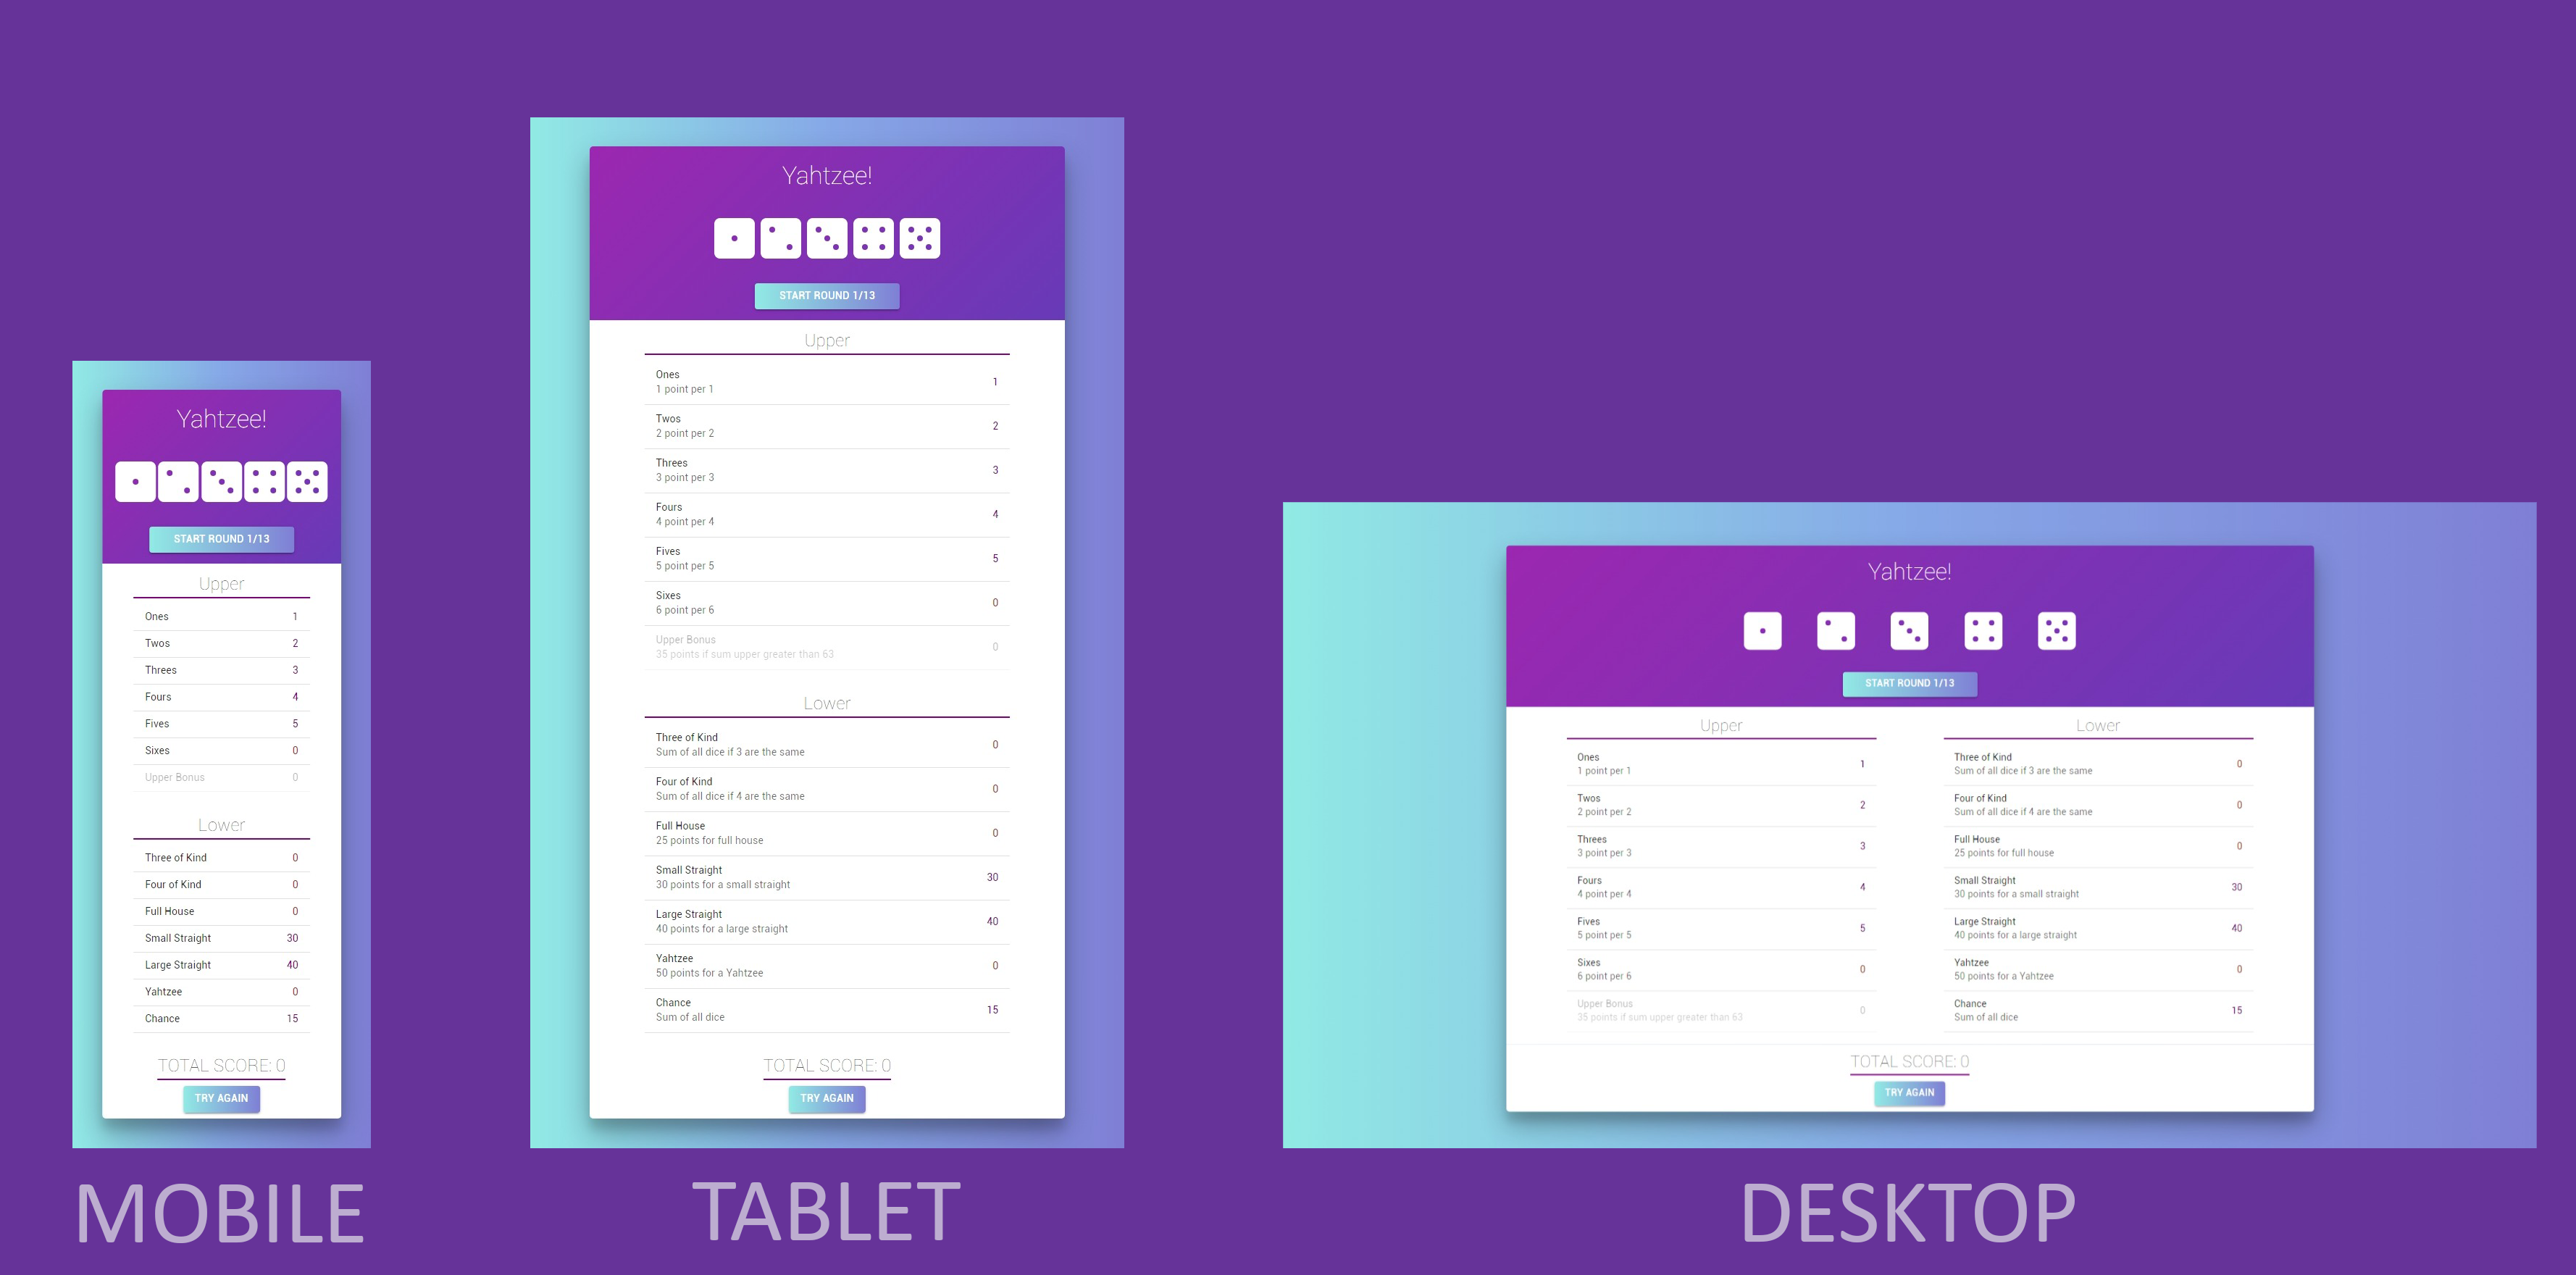 Yahtzee!
START ROUND 1/13
Upper
Ones 1
Twos 2
Threes 3
Fours 4
Fives 5
Sixes 0
Upper Bonus 0
Lower
Three of Kind 0
Four of Kind 0
Full House 0
Small Straight 30
Large Straight 40
Yahtzee 0
Chance 15
TOTAL SCORE: 0
TRY AGAIN
MOBILE
Yahtzee!
START ROUND 1/13
Upper
Ones
1 point per 1
1
Twos
2 point per 2
2
Threes
3 point per 3
3
Fours
4 point per 4
4
Fives
5 point per 5
5
Sixes
6 point per 6
0
Upper Bonus
35 points if sum upper greater than 63
0
Lower
Three of Kind
Sum of all dice if 3 are the same
0
Four of Kind
Sum of all dice if 4 are the same
0
Full House
25 points for full house
0
Small Straight
30 points for a small straight
30
Large Straight
40 points for a large straight
40
Yahtzee
50 points for a Yahtzee
0
Chance
Sum of all dice
15
TOTAL SCORE: 0
TRY AGAIN
TABLET
Yahtzee!
START ROUND 1/13
Upper
Ones
1 point per 1
1
Twos
2 point per 2
2
Threes
3 point per 3
3
Fours
4 point per 4
4
Fives
5 point per 5
5
Sixes
6 point per 6
0
Upper Bonus
35 points if sum upper greater than 63
0
Lower
Three of Kind
Sum of all dice if 3 are the same
0
Four of Kind
Sum of all dice if 4 are the same
0
Full House
25 points for full house
0
Small Straight
30 points for a small straight
30
Large Straight
40 points for a large straight
40
Yahtzee
50 points for a Yahtzee
0
Chance
Sum of all dice
15
TOTAL SCORE: 0
TRY AGAIN
DESKTOP